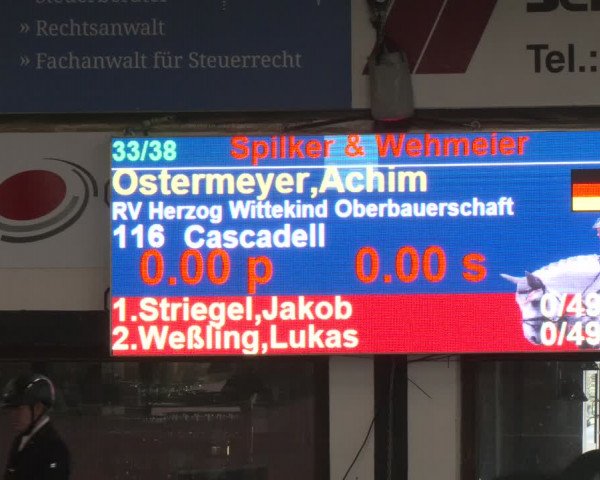 » Rechtsanwalt
» Fachanwalt für Steuerrecht
Tel.:
33/38 Spilker & Wehmeier
Ostermeyer,Achim
RV Herzog Wittekind Oberbauerschaft
116 Cascadell
0.00 p 0.00 s
1.Striegel,Jakob 0/49
2.Weßling,Lukas 0/49